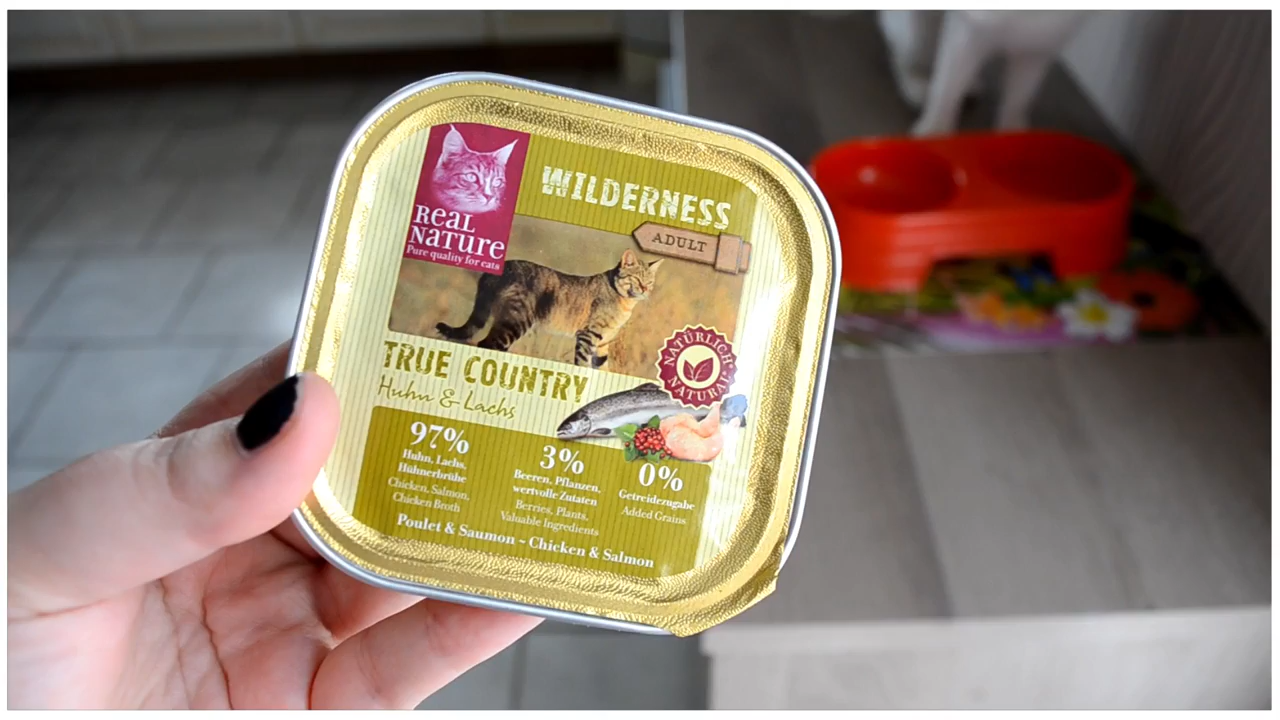 WILDERNESS
ADULT
ReaL
NaTURe
Pure quality for cats
NATÜRLICH
NATURAL
TRUE COUNTRY
Huhn & Lachs
97%
Huhn, Lachs,
Hühnerbrühe
Chicken, Salmon,
Chicken Broth
3%
Beeren, Pflanzen,
wertvolle Zutaten
Berries, Plants,
Valuable Ingredients
0%
Getreidezugabe
Added Grains
Poulet & Saumon ~ Chicken & Salmon